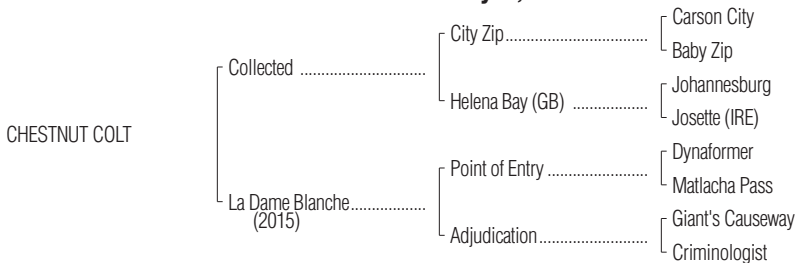 Carson City
City Zip
Baby Zip
Collected
Johannesburg
Helena Bay (GB)
Josette (IRE)
CHESTNUT COLT
Dynaformer
Point of Entry
Matlacha Pass
La Dame Blanche
(2015)
Giant's Causeway
Adjudication
Criminologist